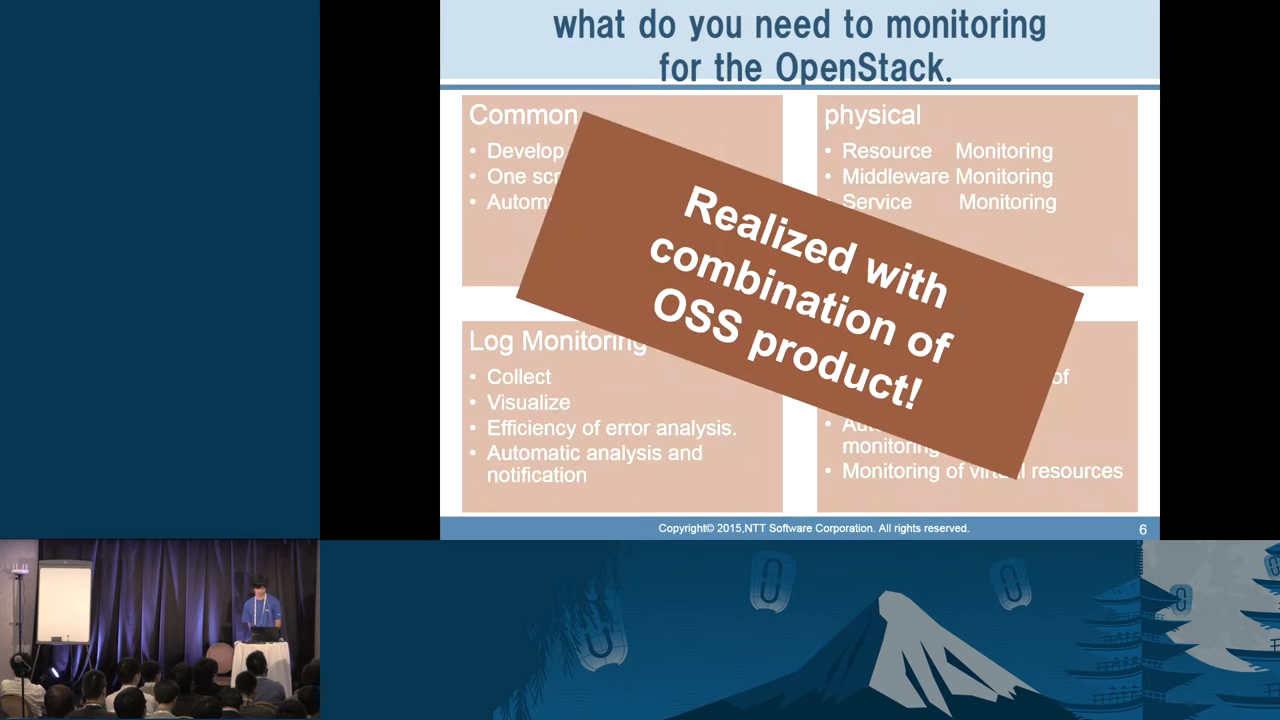 what do you need to monitoring
for the OpenStack.
Common
• Develop
• One
• Autom
physical
• Resource Monitoring
• Middleware Monitoring
• Service Monitoring
Realized with
combination of
OSS product!
Log Monitoring
• Collect
• Visualize
• Efficiency of error analysis.
• Automatic analysis and
notification
of
monitoring
• Monitoring of virtual resources
Copyright© 2015,NTT Software Corporation. All rights reserved.
6